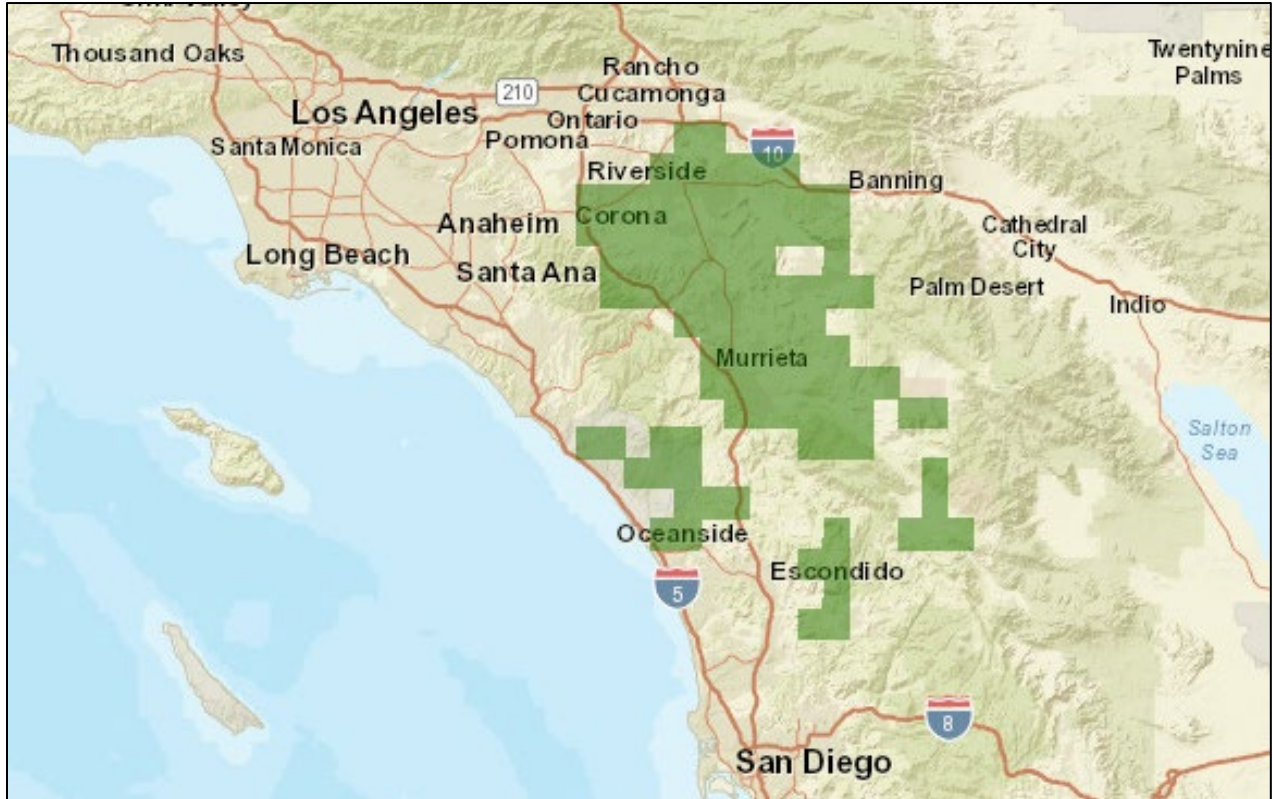 Thousand Oaks
Twentynine
Palms
Rancho
Cucamonga
210
Los Angeles
Ontario
Pomona
Santa Monica
10
Riverside
Banning
Corona
Anaheim
Cathedral
City
Long Beach
Santa Ana
Palm Desert
Indio
Murrieta
Salton
Sea
Oceanside
Escondido
5
8
San Diego